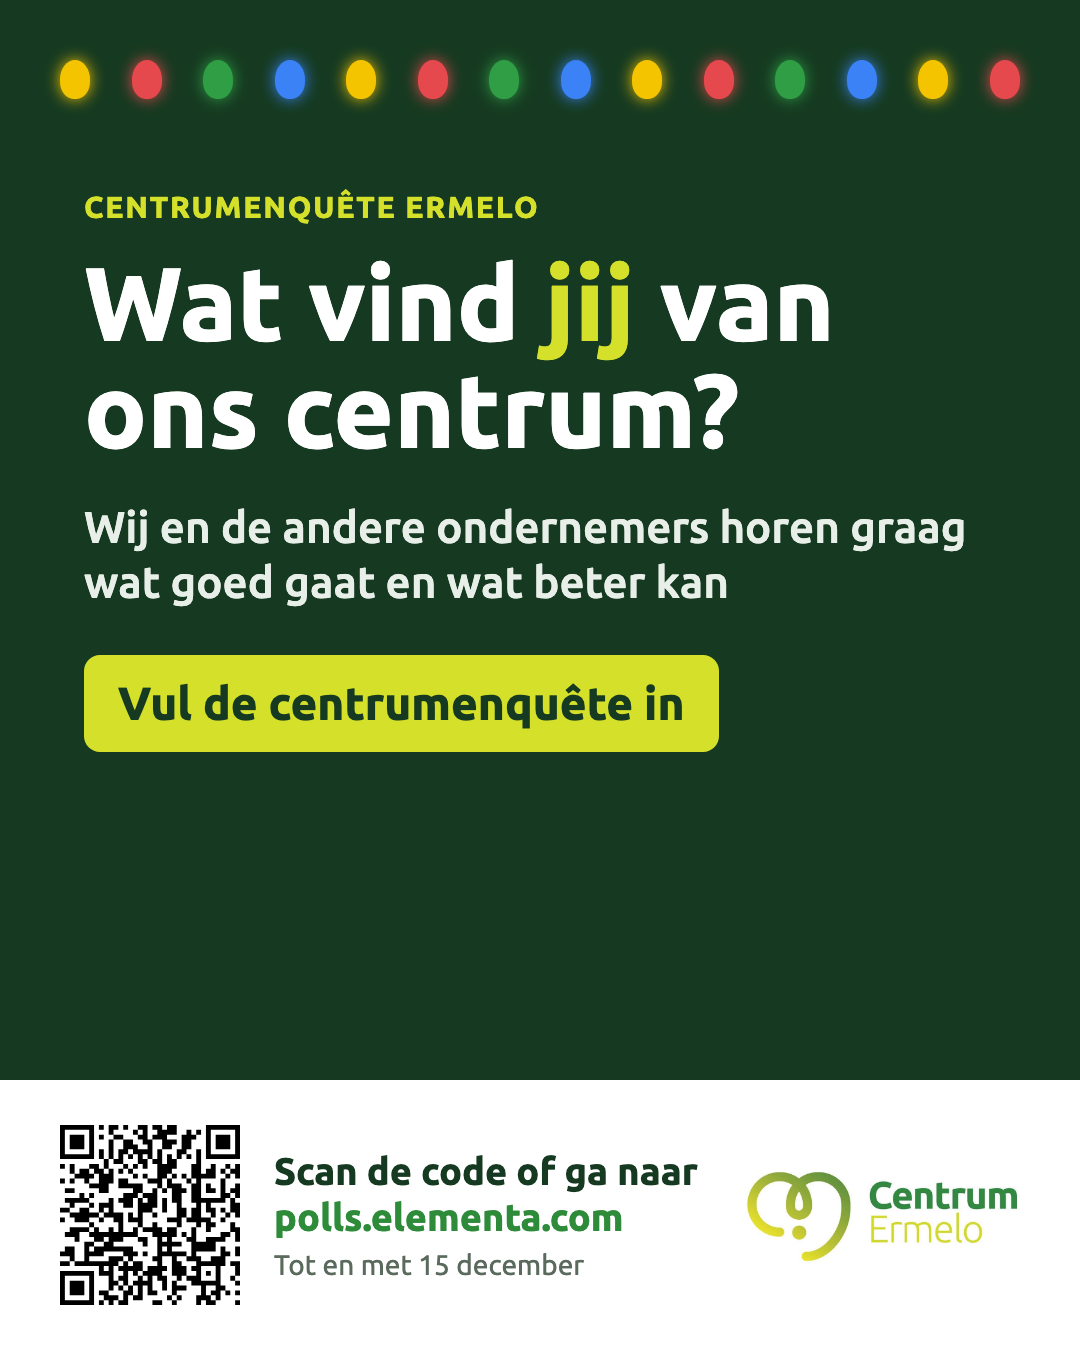 CENTRUMENQUÊTE ERMELO
Wat vind jij van
ons centrum?
Wij en de andere ondernemers horen graag
wat goed gaat en wat beter kan
Vul de centrumenquête in
Scan de code of ga naar
polls.elementa.com
Tot en met 15 december
Centrum
Ermelo